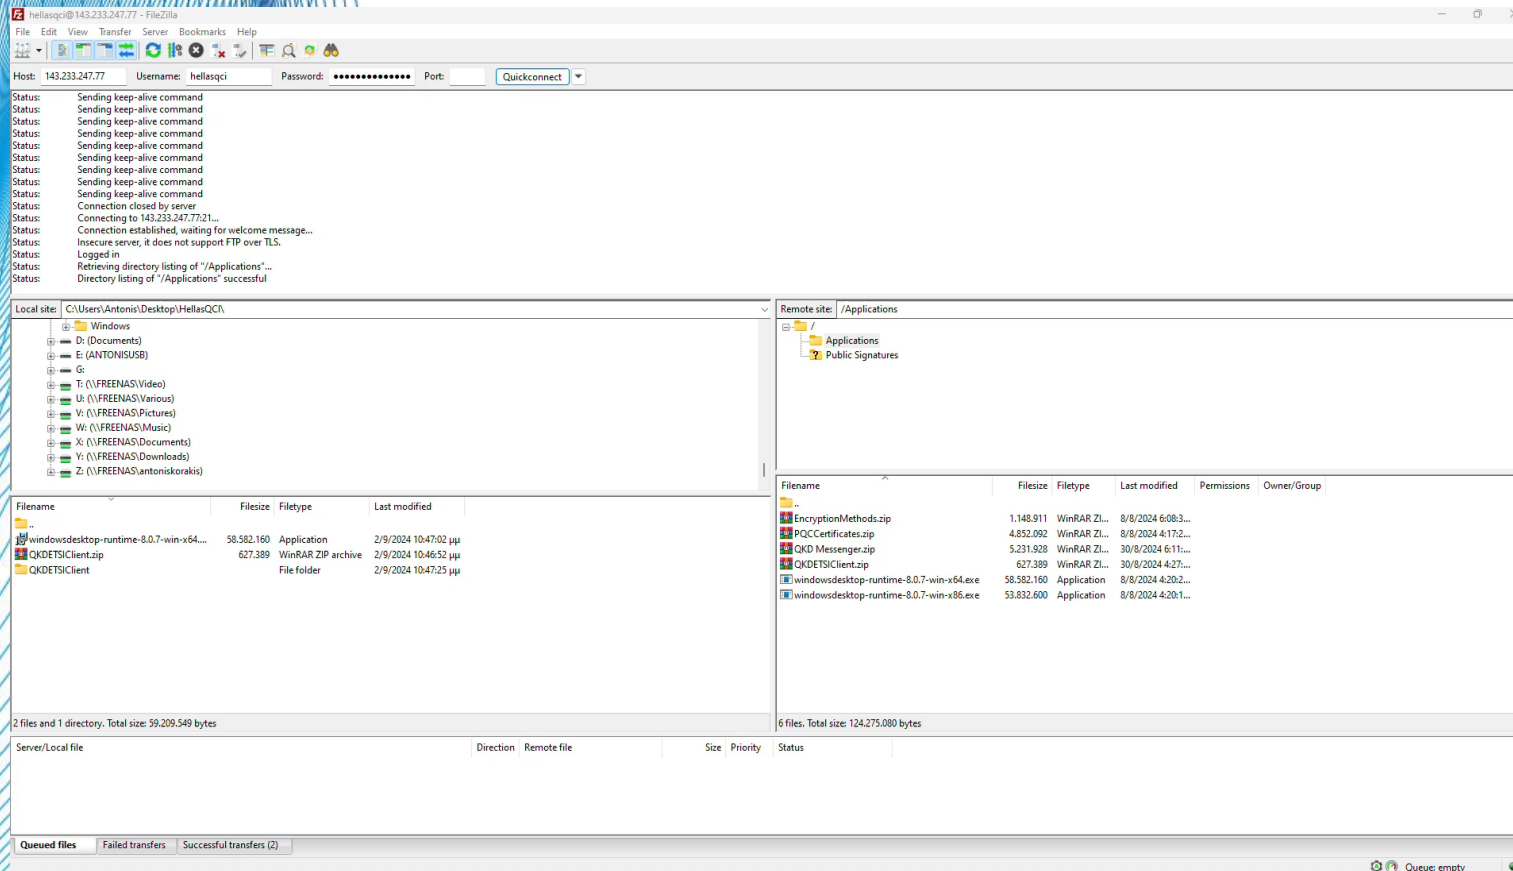 hellasqci@143.233.247.77 - FileZilla
File Edit View Transfer Server Bookmarks Help
Host: 143.233.247.77 Username: hellasqci Password: ●●●●●●●●●●●●●● Port: Quickconnect
Status: Sending keep-alive command
Status: Sending keep-alive command
Status: Sending keep-alive command
Status: Sending keep-alive command
Status: Sending keep-alive command
Status: Sending keep-alive command
Status: Sending keep-alive command
Status: Sending keep-alive command
Status: Sending keep-alive command
Status: Connection closed by server
Status: Connecting to 143.233.247.77:21...
Status: Connection established, waiting for welcome message...
Status: Insecure server, it does not support FTP over TLS.
Status: Logged in
Status: Retrieving directory listing of "/Applications"...
Status: Directory listing of "/Applications" successful
Local site: C:\Users\Antonis\Desktop\HellasQCI\
Windows
D: (Documents)
E: (ANTONISUSB)
G:
T: (\\FREENAS\Video)
U: (\\FREENAS\Various)
V: (\\FREENAS\Pictures)
W: (\\FREENAS\Music)
X: (\\FREENAS\Documents)
Y: (\\FREENAS\Downloads)
Z: (\\FREENAS\antoniskorakis)
Filename Filesize Filetype Last modified
..
windowsdesktop-runtime-8.0.7-win-x64.... 58.582.160 Application 2/9/2024 10:47:02 μμ
QKDETSIClient.zip 627.389 WinRAR ZIP archive 2/9/2024 10:46:52 μμ
QKDETSIClient File folder 2/9/2024 10:47:25 μμ
2 files and 1 directory. Total size: 59.209.549 bytes
Remote site: /Applications
/
Applications
Public Signatures
Filename Filesize Filetype Last modified Permissions Owner/Group
..
EncryptionMethods.zip 1.148.911 WinRAR ZI... 8/8/2024 6:08:3...
PQCCertificates.zip 4.852.092 WinRAR ZI... 8/8/2024 4:17:2...
QKD Messenger.zip 5.231.928 WinRAR ZI... 30/8/2024 6:11:...
QKDETSIClient.zip 627.389 WinRAR ZI... 30/8/2024 4:27:...
windowsdesktop-runtime-8.0.7-win-x64.exe 58.582.160 Application 8/8/2024 4:20:2...
windowsdesktop-runtime-8.0.7-win-x86.exe 53.832.600 Application 8/8/2024 4:20:1...
6 files. Total size: 124.275.080 bytes
Server/Local file Direction Remote file Size Priority Status
Queued files Failed transfers Successful transfers (2)
Queue: empty